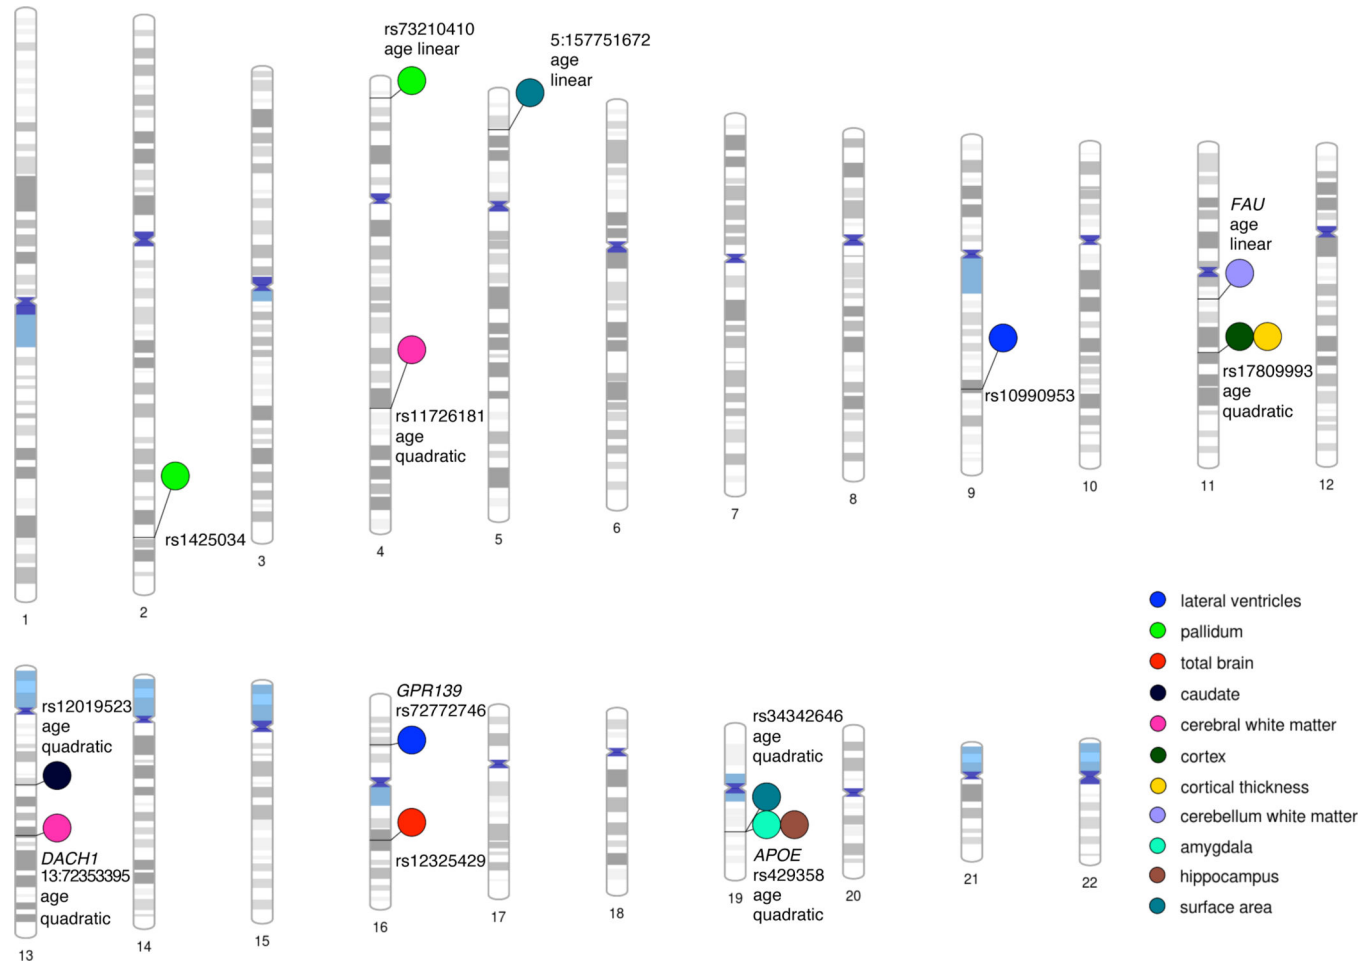 rs73210410
age linear
5:157751672
age
linear
FAU
age
linear
rs11726181
age
quadratic
rs10990953
rs17809993
age
quadratic
rs1425034
1
2
3
4
5
6
7
8
9
10
11
12
lateral ventricles
pallidum
total brain
caudate
cerebral white matter
cortex
cortical thickness
cerebellum white matter
amygdala
hippocampus
surface area
rs12019523
age
quadratic
DACH1
13:72353395
age
quadratic
GPR139
rs72772746
rs12325429
rs34342646
age
quadratic
APOE
rs429358
age
quadratic
13
14
15
16
17
18
19
20
21
22